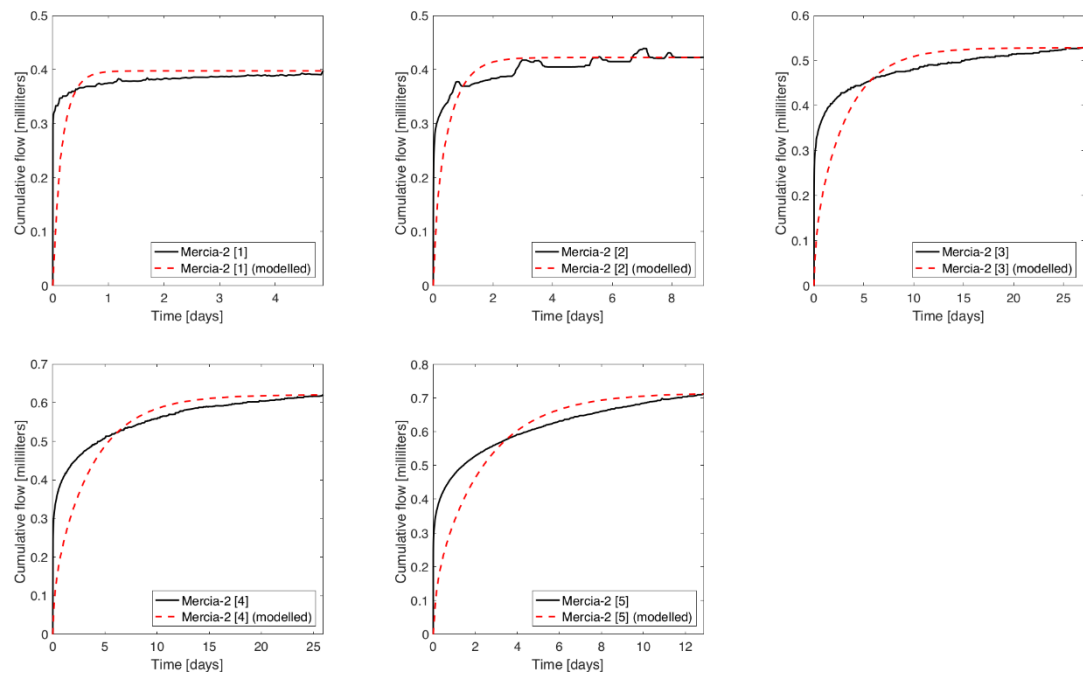 0.5
0.4
0.3
0.2
0.1
0
Cumulative flow [milliliters]
Mercia-2 [1]
Mercia-2 [1] (modelled)
0 1 2 3 4
Time [days]
0.5
0.4
0.3
0.2
0.1
0
Cumulative flow [milliliters]
Mercia-2 [2]
Mercia-2 [2] (modelled)
0 2 4 6 8
Time [days]
0.6
0.5
0.4
0.3
0.2
0.1
0
Cumulative flow [milliliters]
Mercia-2 [3]
Mercia-2 [3] (modelled)
0 5 10 15 20 25
Time [days]
0.7
0.6
0.5
0.4
0.3
0.2
0.1
0
Cumulative flow [milliliters]
Mercia-2 [4]
Mercia-2 [4] (modelled)
0 5 10 15 20 25
Time [days]
0.8
0.7
0.6
0.5
0.4
0.3
0.2
0.1
0
Cumulative flow [milliliters]
Mercia-2 [5]
Mercia-2 [5] (modelled)
0 2 4 6 8 10 12
Time [days]